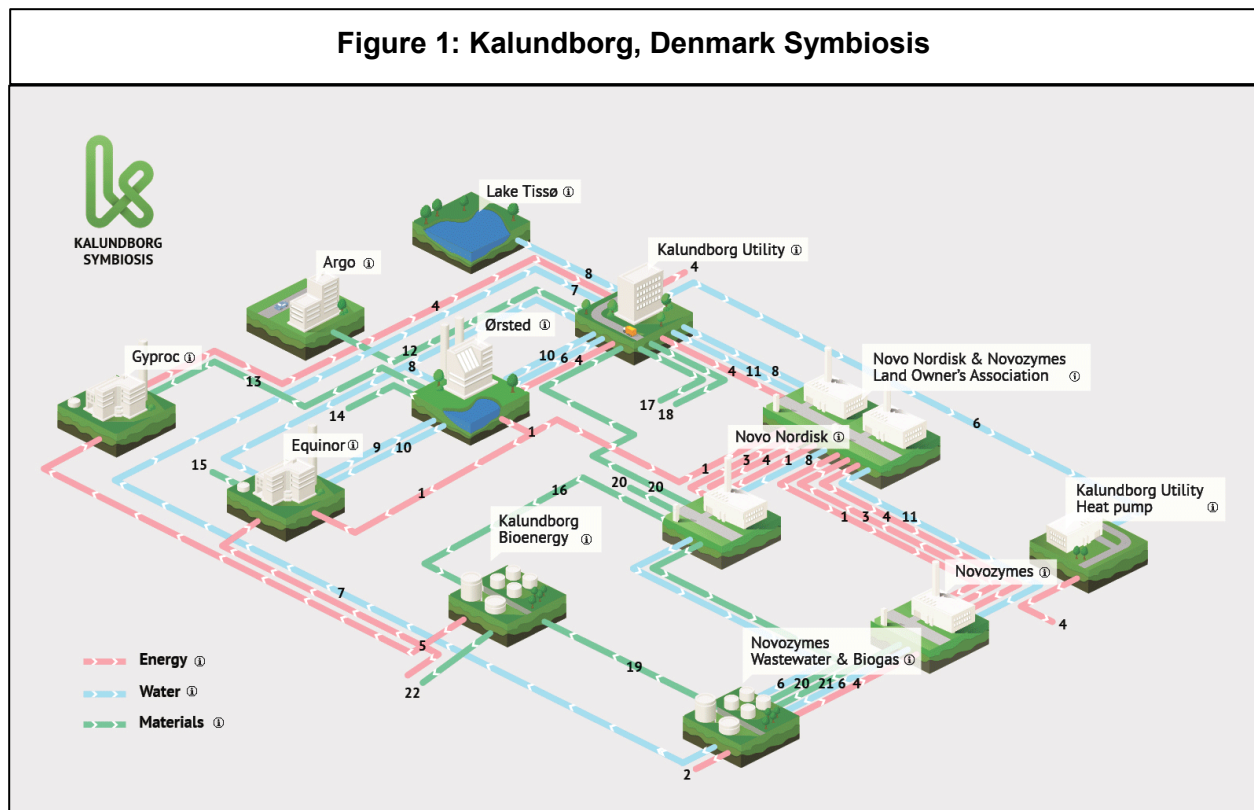 Figure 1: Kalundborg, Denmark Symbiosis
KALUNDBORG
SYMBIOSIS
Lake Tissø
Kalundborg Utility
4
8
7
4
Argo
Ørsted
12
8
10 6 4
Gyproc
13
14
4 11 8
Novo Nordisk & Novozymes
Land Owner's Association
17
18
6
Equinor
9 10
15
1
1
Novo Nordisk
1 3 4 1 8
16
20 20
1 3 4 11
Kalundborg Utility
Heat pump
Kalundborg
Bioenergy
7
Novozymes
4
5
22
19
Novozymes
Wastewater & Biogas
6 20 21 6 4
2
Energy
Water
Materials